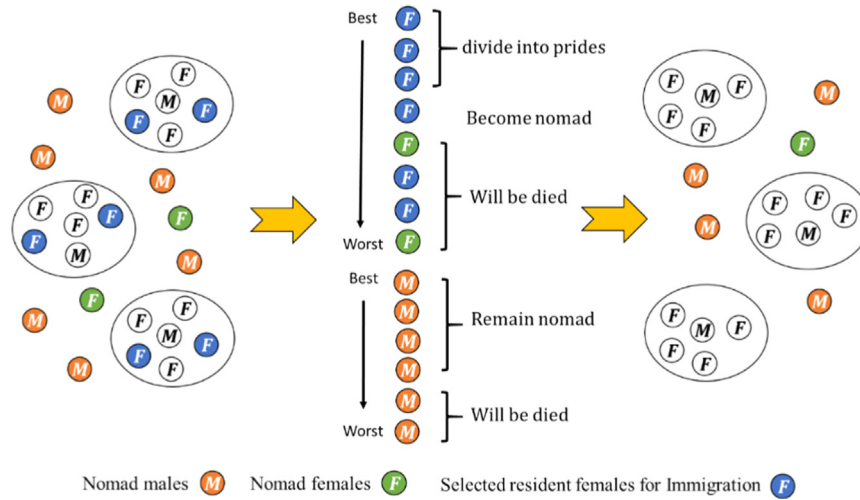 F F
M
F F
F
M
M
M
F
F F
F F
F M
M
F
M
M
F F
M F
F F
Best
F
F
F
divide into prides
F
Become nomad
F
F
F
Will be died
Worst
F
Best
M
M
M
M
Remain nomad
M
Will be died
Worst
M
F M F
F F
M
F
M
M
F F F
F M
M
F M F
F F
Nomad males M
Nomad females F
Selected resident females for Immigration F